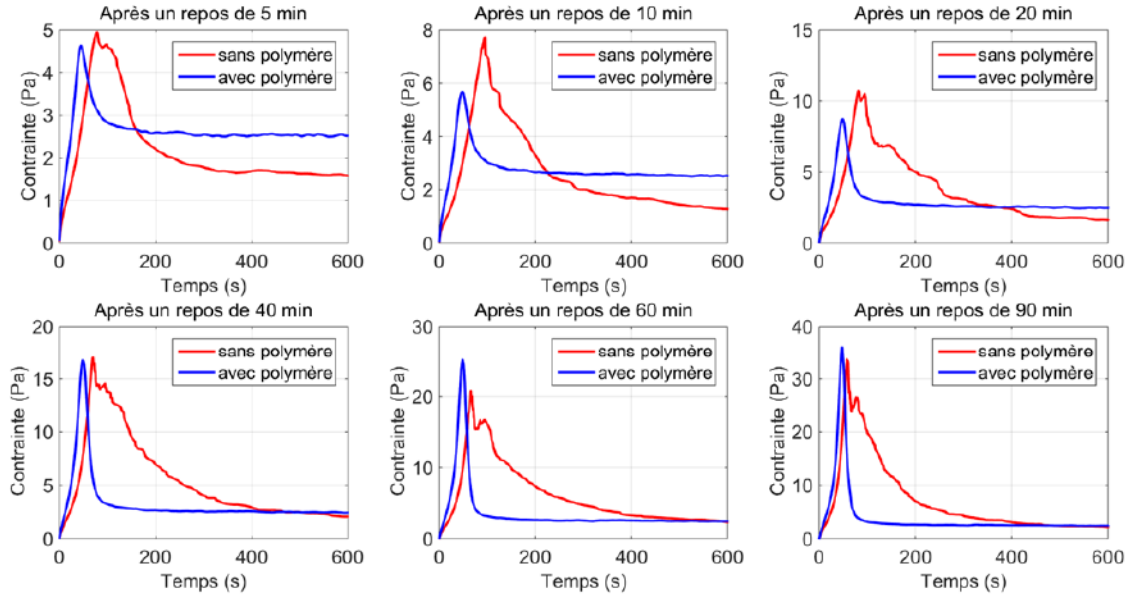 Après un repos de 5 min
Contrainte (Pa)
5
4
3
2
1
0
sans polymère
avec polymère
0
200
400
600
Temps (s)
Après un repos de 10 min
Contrainte (Pa)
8
6
4
2
0
sans polymère
avec polymère
0
200
400
600
Temps (s)
Après un repos de 20 min
Contrainte (Pa)
15
10
5
0
sans polymère
avec polymère
0
200
400
600
Temps (s)
Après un repos de 40 min
Contrainte (Pa)
20
15
10
5
0
sans polymère
avec polymère
0
200
400
600
Temps (s)
Après un repos de 60 min
Contrainte (Pa)
30
20
10
0
sans polymère
avec polymère
0
200
400
600
Temps (s)
Après un repos de 90 min
Contrainte (Pa)
40
30
20
10
0
sans polymère
avec polymère
0
200
400
600
Temps (s)